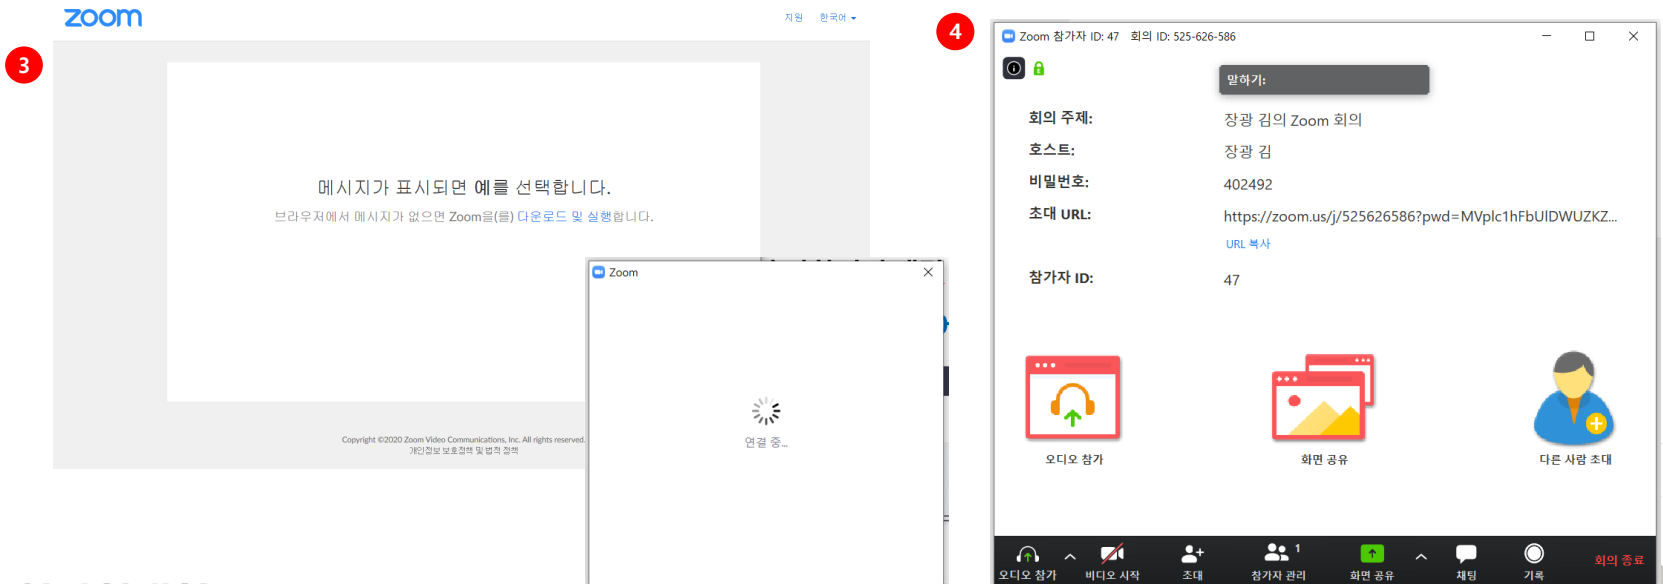 zoom
지원 한국어
3
메시지가 표시되면 예를 선택합니다.
브라우저에서 메시지가 없으면 Zoom을(를) 다운로드 및 실행합니다.
Copyright ©2020 Zoom Video Communications, Inc. All rights reserved.
개인정보 보호정책 및 법적 정책
Zoom
연결 중...
4
Zoom 참가자 ID: 47 회의 ID: 525-626-586
말하기:
회의 주제: 장광 김의 Zoom 회의
호스트: 장광 김
비밀번호: 402492
초대 URL: https://zoom.us/j/525626586?pwd=MVplc1hFbUlDWUZKZ...
URL 복사
참가자 ID: 47
오디오 참가 화면 공유 다른 사람 초대
1
오디오 참가 비디오 시작 초대 참가자 관리 화면 공유 채팅 기록 회의 종료